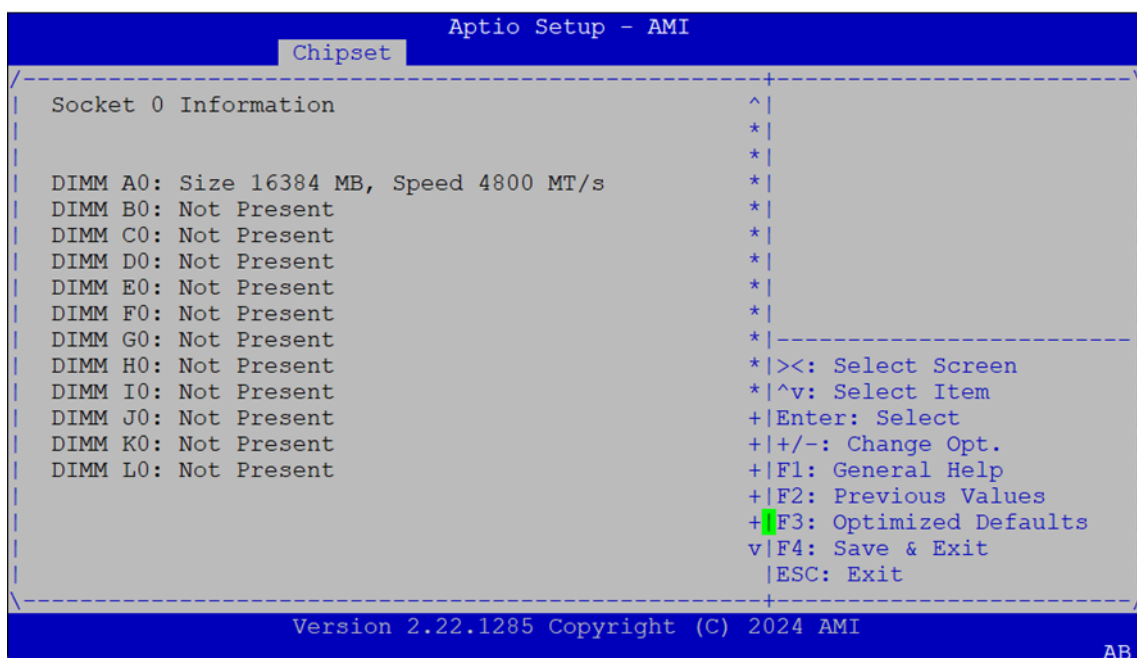 Aptio Setup - AMI
Chipset
Socket 0 Information
DIMM A0: Size 16384 MB, Speed 4800 MT/s
DIMM B0: Not Present
DIMM C0: Not Present
DIMM D0: Not Present
DIMM E0: Not Present
DIMM F0: Not Present
DIMM G0: Not Present
DIMM H0: Not Present
DIMM I0: Not Present
DIMM J0: Not Present
DIMM K0: Not Present
DIMM L0: Not Present
><: Select Screen
^v: Select Item
Enter: Select
+/-: Change Opt.
F1: General Help
F2: Previous Values
F3: Optimized Defaults
F4: Save & Exit
ESC: Exit
Version 2.22.1285 Copyright (C) 2024 AMI
AB